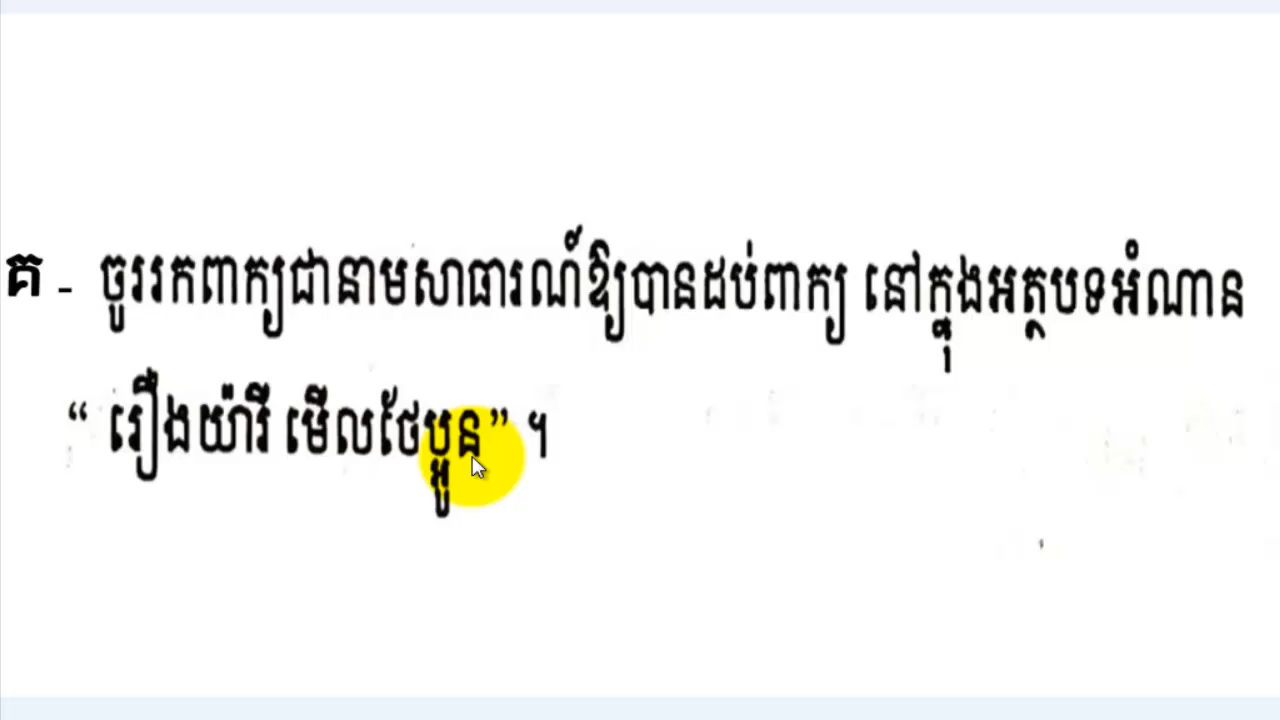 គ - ចូររកពាក្យជានាមសាធារណ៍ឱ្យបានដប់ពាក្យ នៅក្នុងអត្ថបទអំណាន
“ រឿងយ៉ារី មើលថែប្អូន” ។